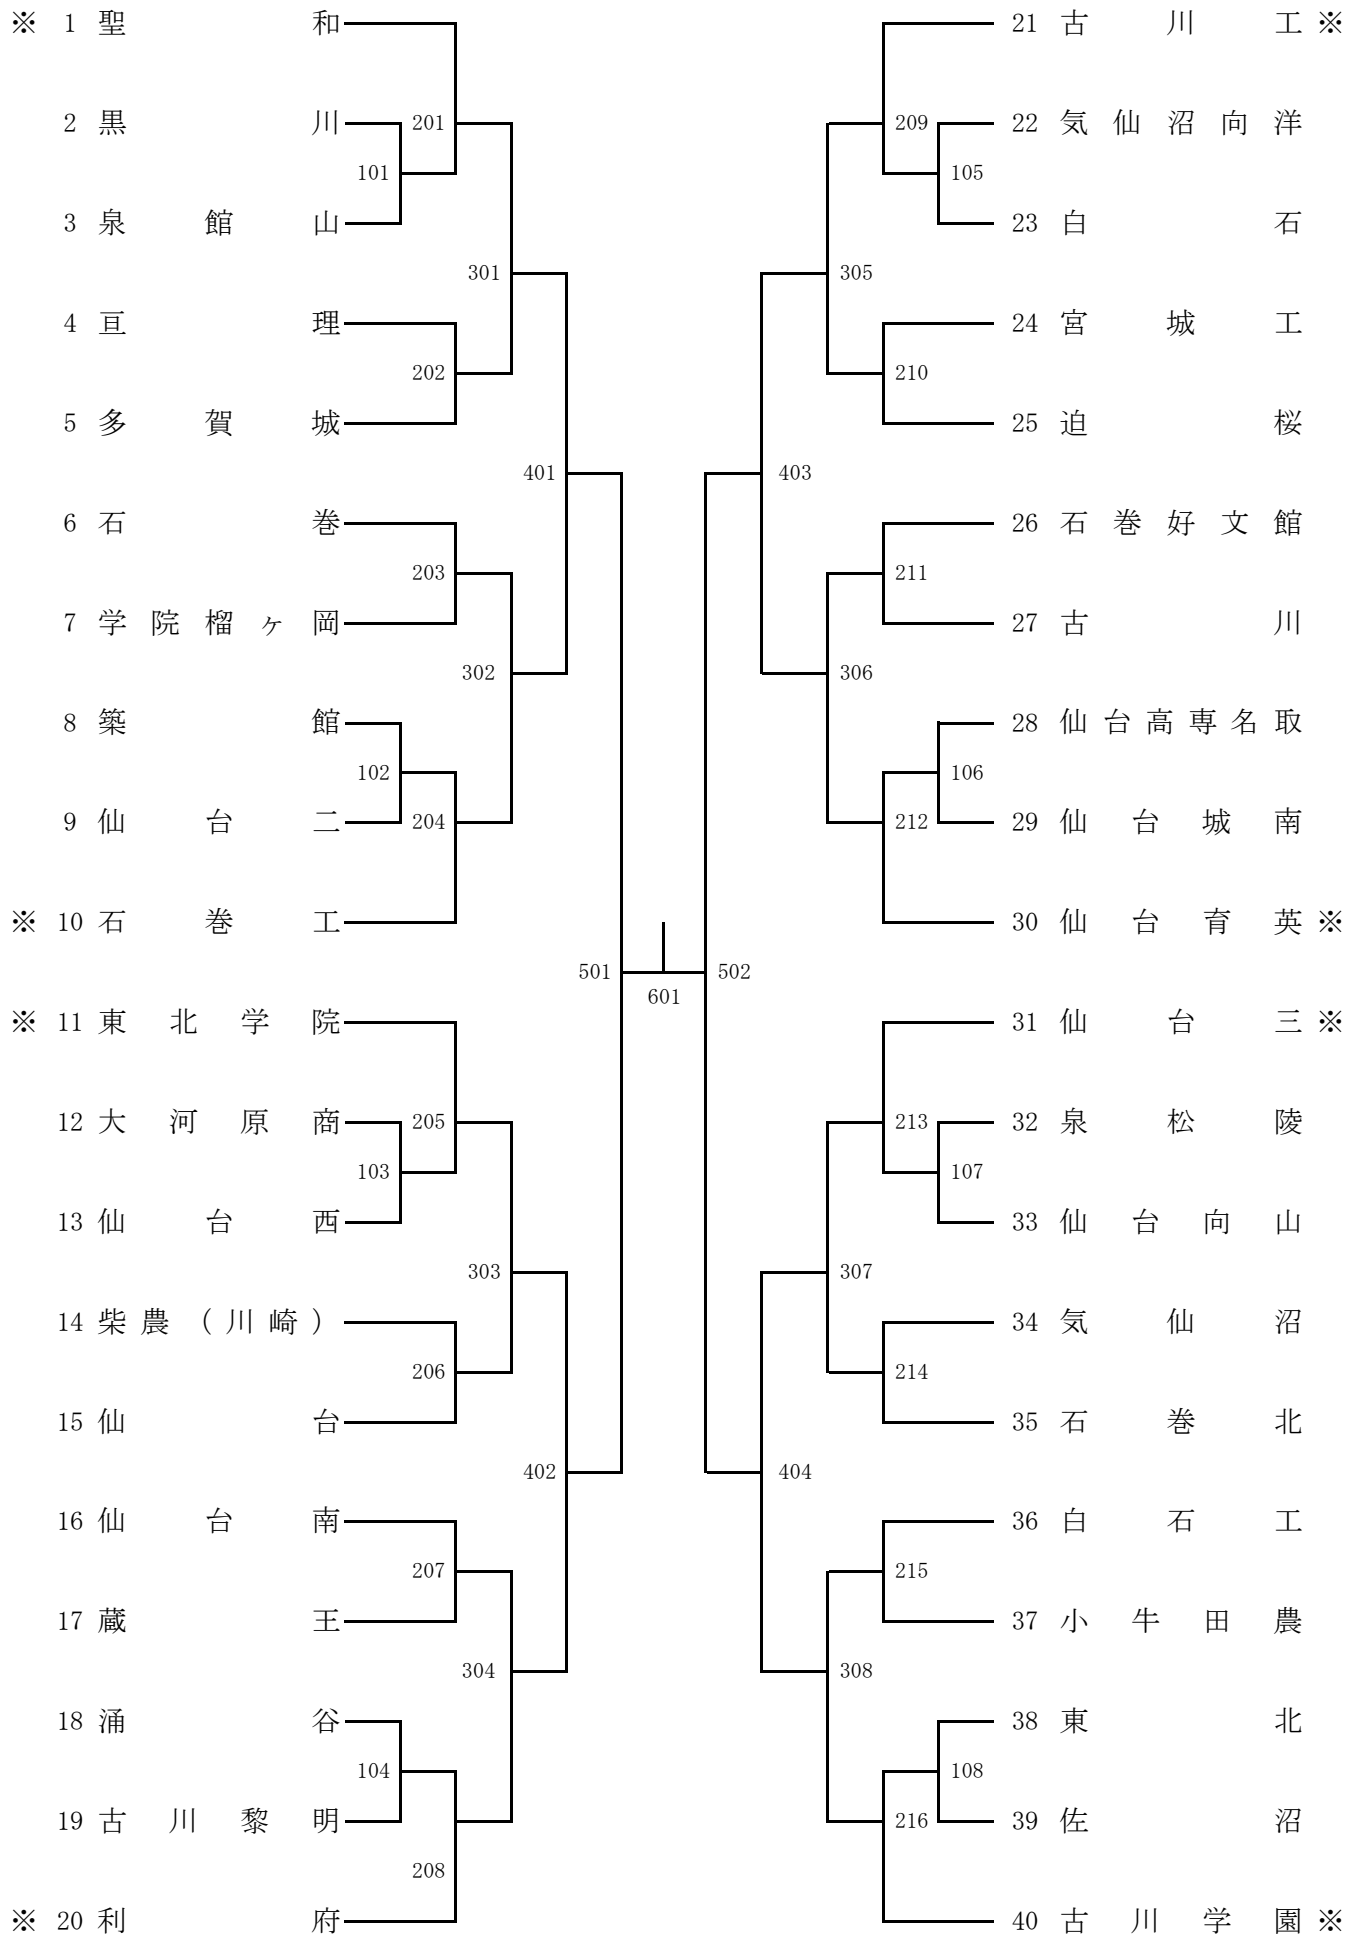 ※ 1 聖和
2 黒川
201
101
3 泉館山
301
4 亘理
202
5 多賀城
401
6 石巻
203
7 学院榴ヶ岡
302
8 築館
102
9 仙台二
204
※ 10 石巻工
501
601
※ 11 東北学院
12 大河原商
205
103
13 仙台西
303
14 柴農(川崎)
206
15 仙台
402
16 仙台南
207
17 蔵王
304
18 涌谷
104
19 古川黎明
208
※ 20 利府
21 古川工 ※
209
22 気仙沼向洋
105
23 白石
305
24 宮城工
210
25 迫桜
403
26 石巻好文館
211
27 古川
306
28 仙台高専名取
106
212
29 仙台城南
30 仙台育英 ※
502
31 仙台三 ※
213
32 泉松陵
107
33 仙台向山
307
34 気仙沼
214
35 石巻北
404
36 白石工
215
37 小牛田農
308
38 東北
108
216
39 佐沼
40 古川学園 ※